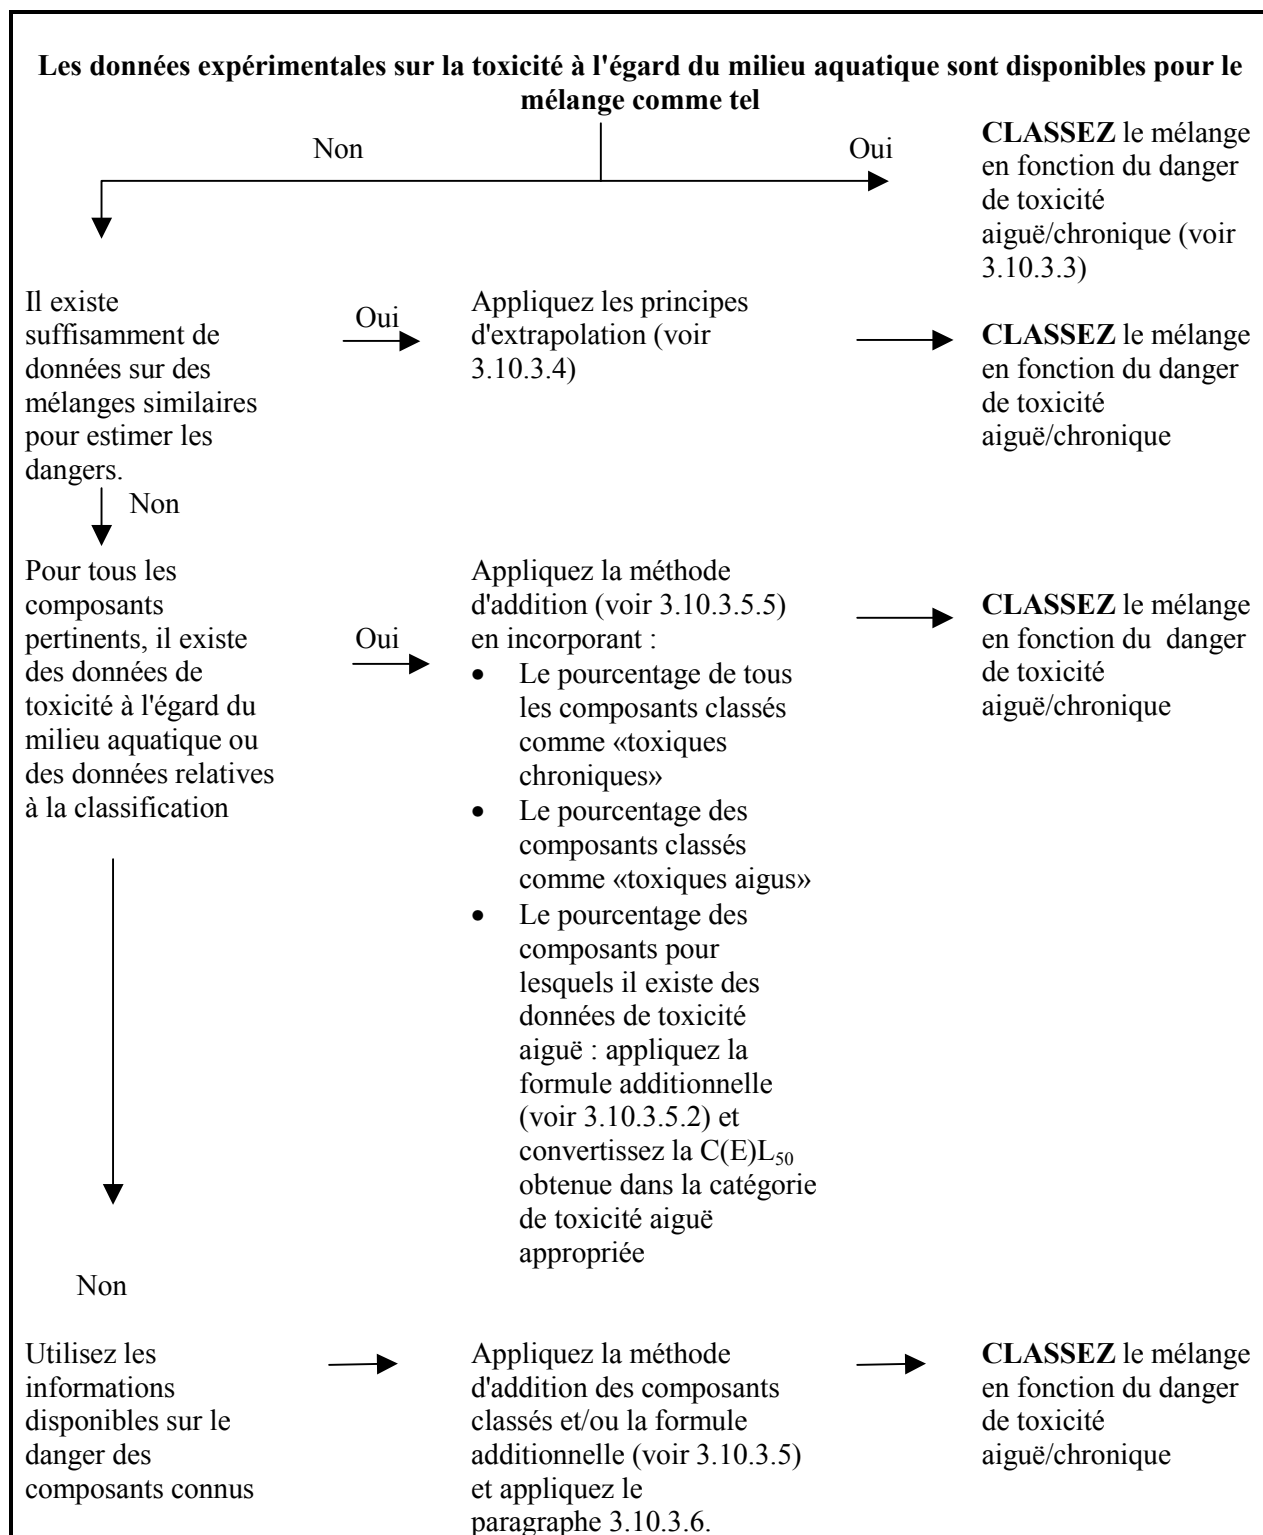 Les données expérimentales sur la toxicité à l'égard du milieu aquatique sont disponibles pour le
mélange comme tel
Non
Oui
CLASSEZ le mélange
en fonction du danger
de toxicité
aiguë/chronique (voir
3.10.3.3)
Il existe
suffisamment de
données sur des
mélanges similaires
pour estimer les
dangers.
Oui
Appliquez les principes
d'extrapolation (voir
3.10.3.4)
CLASSEZ le mélange
en fonction du danger
de toxicité
aiguë/chronique
Non
Pour tous les
composants
pertinents, il existe
des données de
toxicité à l'égard du
milieu aquatique ou
des données relatives
à la classification
Oui
Appliquez la méthode
d'addition (voir 3.10.3.5.5)
en incorporant :
• Le pourcentage de tous
les composants classés
comme «toxiques
chroniques»
• Le pourcentage des
composants classés
comme «toxiques aigus»
• Le pourcentage des
composants pour
lesquels il existe des
données de toxicité
aiguë : appliquez la
formule additionnelle
(voir 3.10.3.5.2) et
convertissez la C(E)L₅₀
obtenue dans la catégorie
de toxicité aiguë
appropriée
CLASSEZ le mélange
en fonction du  danger
de toxicité
aiguë/chronique
Non
Utilisez les
informations
disponibles sur le
danger des
composants connus
Appliquez la méthode
d'addition des composants
classés et/ou la formule
additionnelle (voir 3.10.3.5)
et appliquez le
paragraphe 3.10.3.6.
CLASSEZ le mélange
en fonction du danger
de toxicité
aiguë/chronique